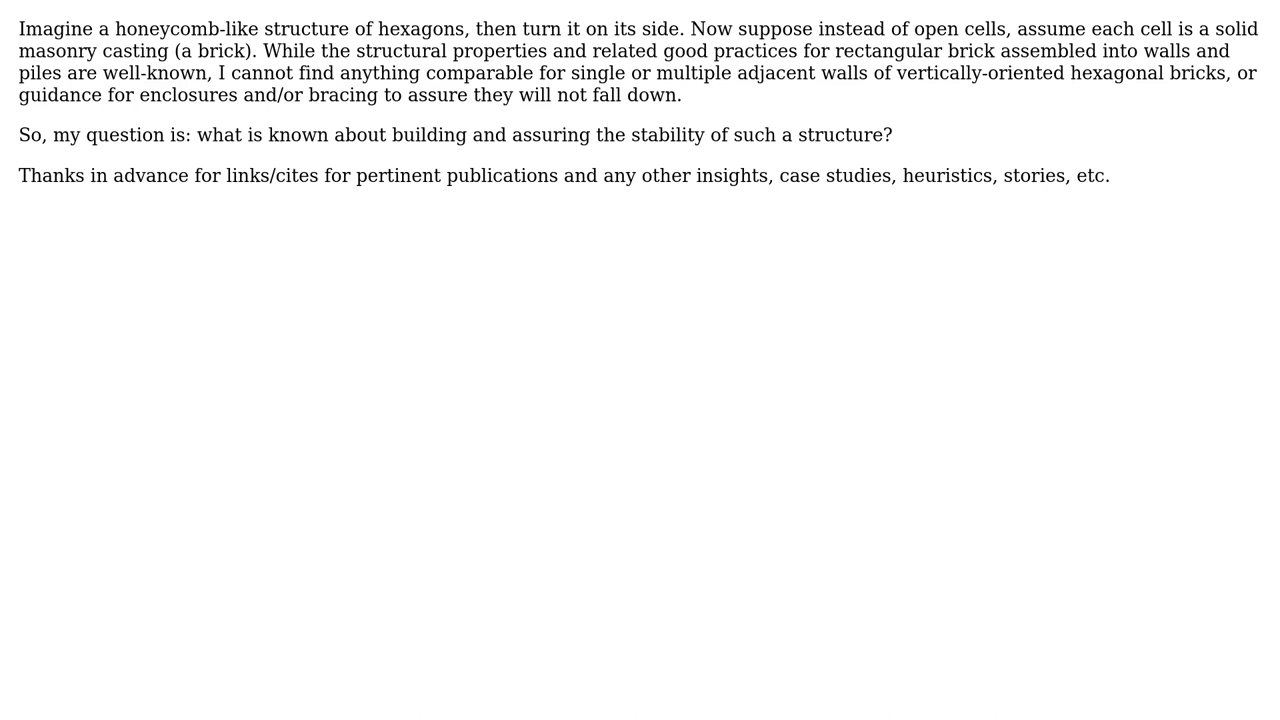 Imagine a honeycomb-like structure of hexagons, then turn it on its side. Now suppose instead of open cells, assume each cell is a solid
masonry casting (a brick). While the structural properties and related good practices for rectangular brick assembled into walls and
piles are well-known, I cannot find anything comparable for single or multiple adjacent walls of vertically-oriented hexagonal bricks, or
guidance for enclosures and/or bracing to assure they will not fall down.
So, my question is: what is known about building and assuring the stability of such a structure?
Thanks in advance for links/cites for pertinent publications and any other insights, case studies, heuristics, stories, etc.